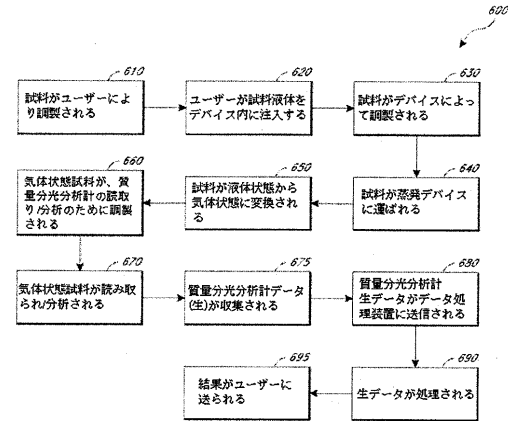 600
610
試料がユーザーによ
り調製される
620
ユーザーが試料液体を
デバイス内に注入する
630
試料がデバイスによっ
て調製される
640
試料が蒸発デバイス
に運ばれる
650
試料が液体状態から
気体状態に変換され
る
660
気体状態試料が、質
量分光分析計の読取
り/分析のために調製
される
670
気体状態試料が読み取
られ/分析される
675
質量分光分析計データ
(生)が収集される
680
質量分光分析計
生データがデータ処
理装置に送信される
690
生データが処理される
695
結果がユーザーに
送られる